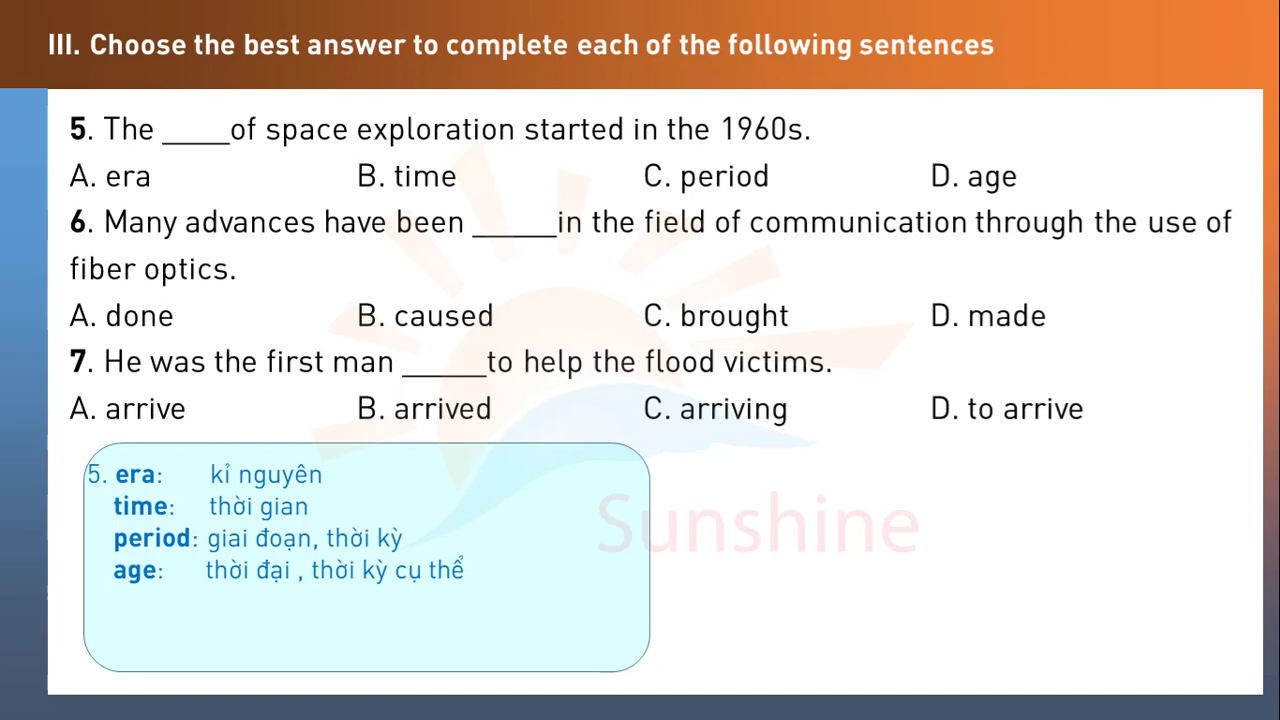 III. Choose the best answer to complete each of the following sentences
5. The ____of space exploration started in the 1960s.
A. era B. time C. period D. age
6. Many advances have been _____in the field of communication through the use of
fiber optics.
A. done B. caused C. brought D. made
7. He was the first man _____to help the flood victims.
A. arrive B. arrived C. arriving D. to arrive
5. era: kỉ nguyên
time: thời gian
period: giai đoạn, thời kỳ
age: thời đại , thời kỳ cụ thể
Sunshine